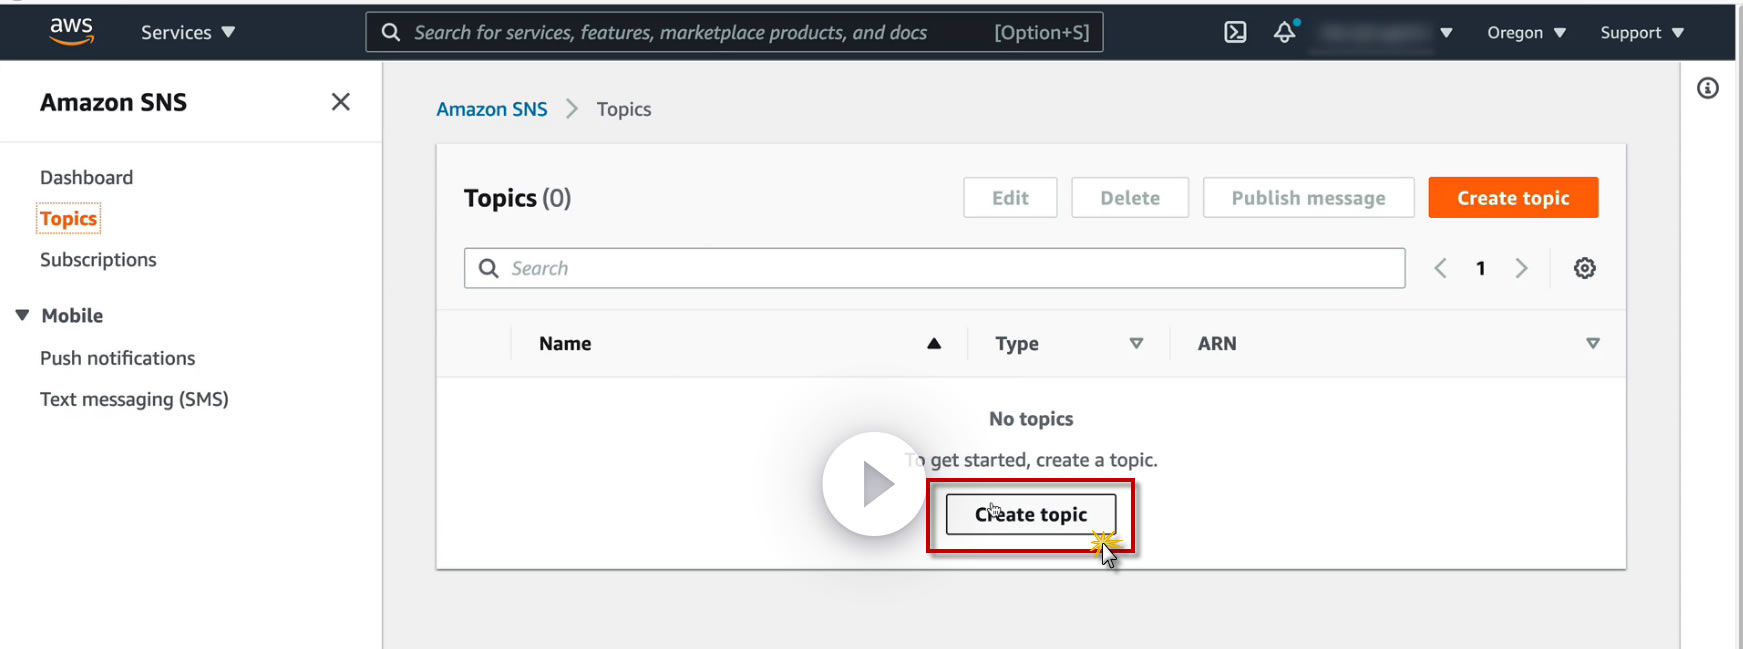 aws
Services
Search for services, features, marketplace products, and docs [Option+S]
Oregon
Support
Amazon SNS
Dashboard
Topics
Subscriptions
Mobile
Push notifications
Text messaging (SMS)
Amazon SNS Topics
Topics (0)
Edit
Delete
Publish message
Create topic
Search
1
Name Type ARN
No topics
To get started, create a topic.
Create topic